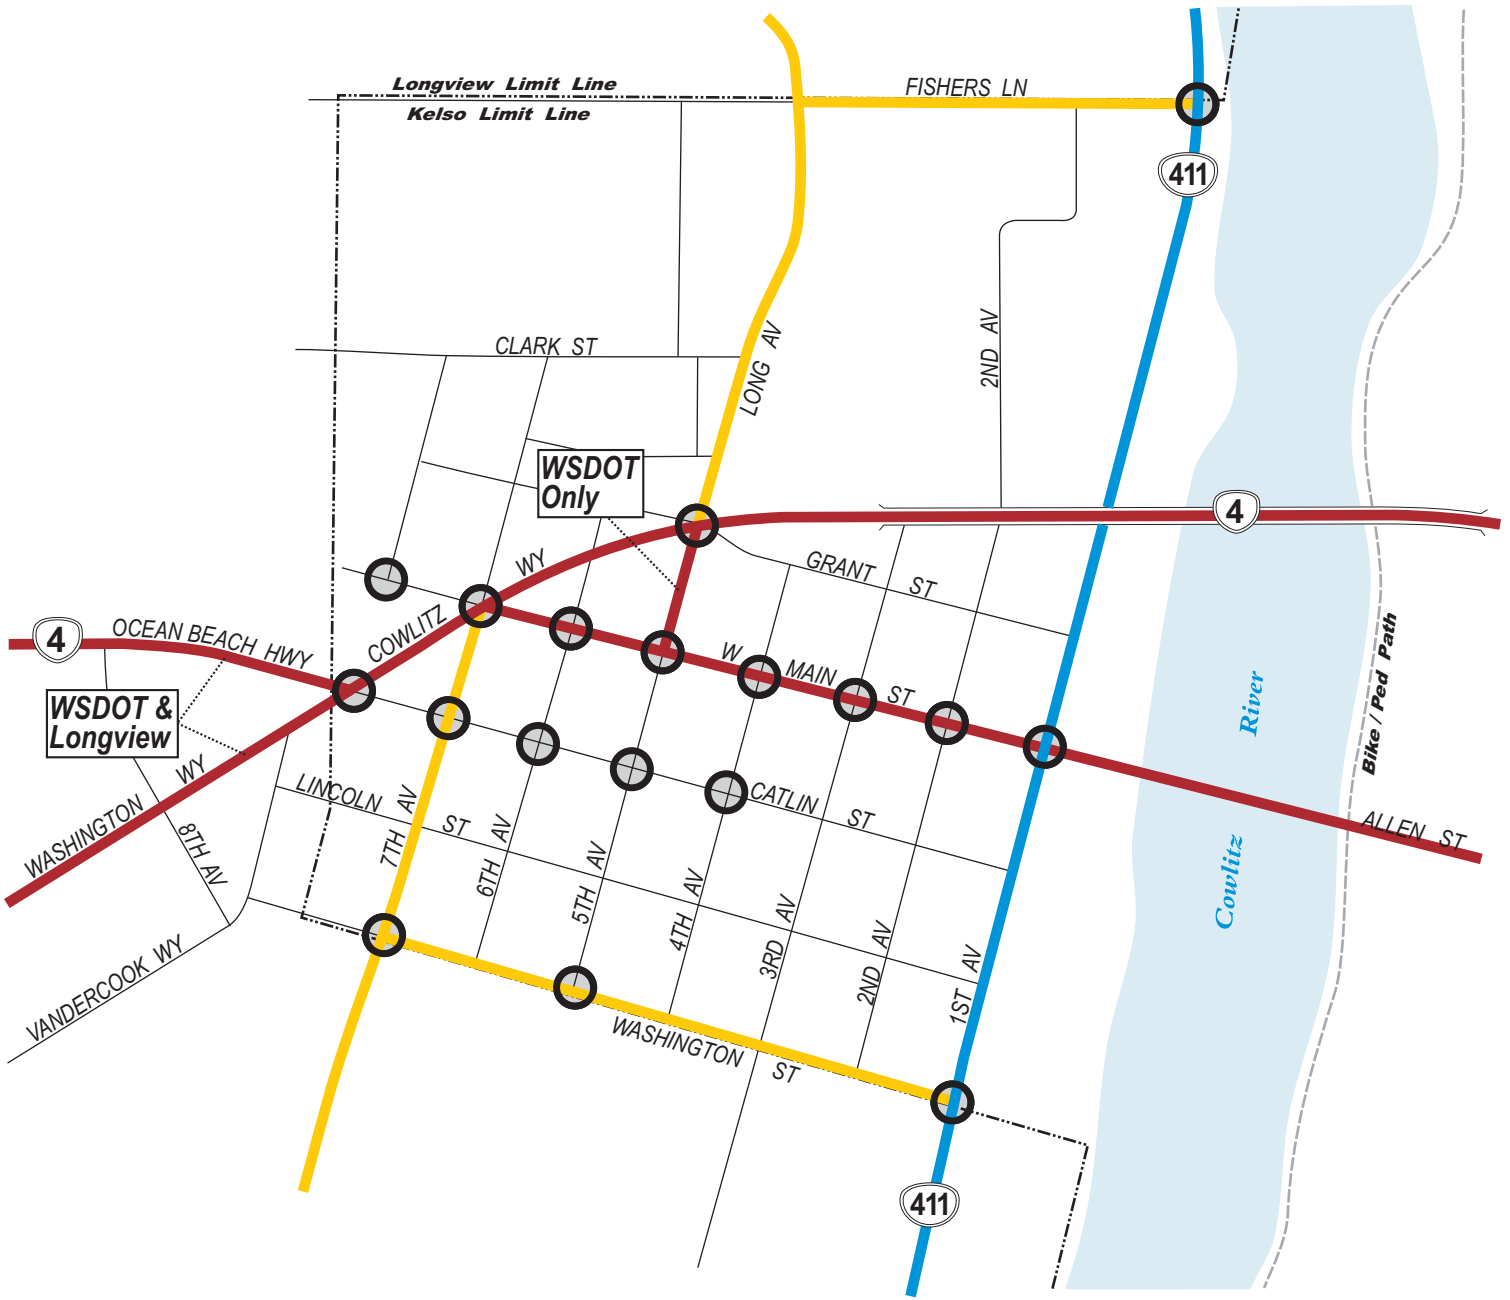 Longview Limit Line
Kelso Limit Line
FISHERS LN
411
CLARK ST
LONG AV
2ND AV
WSDOT
Only
4
GRANT ST
COWLITZ WY
OCEAN BEACH HWY
4
WSDOT &
Longview
W MAIN ST
WASHINGTON WY
8TH AV
VANDERCOOK WY
LINCOLN ST
CATLIN ST
7TH AV
6TH AV
5TH AV
4TH AV
3RD AV
2ND AV
1ST AV
WASHINGTON ST
ALLEN ST
Cowlitz River
Bike / Ped Path
411